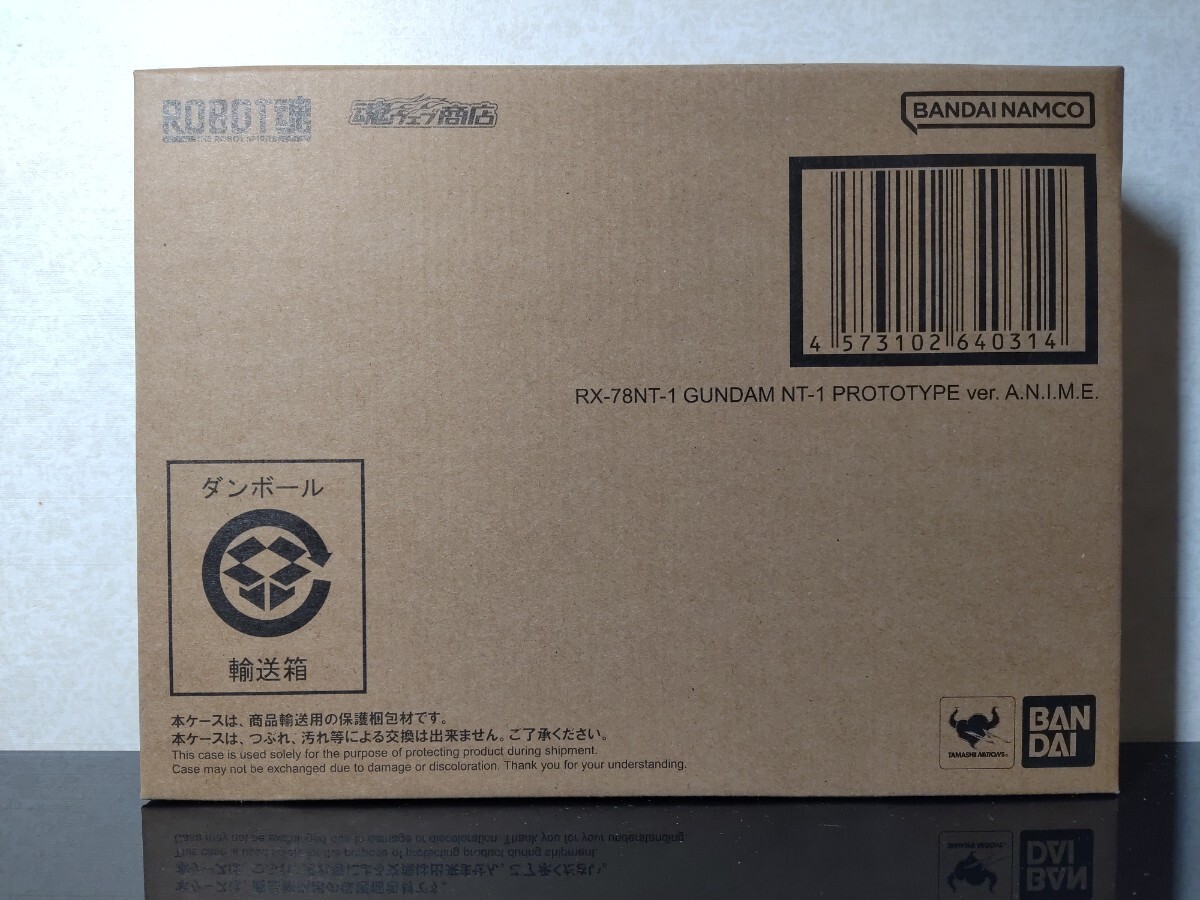 ROBOT魂
THE ROBOT SPIRITS
魂ウェブ商店
BANDAI NAMCO
4 573102 640314
RX-78NT-1 GUNDAM NT-1 PROTOTYPE ver. A.N.I.M.E.
ダンボール
輸送箱
本ケースは、商品輸送用の保護梱包材です。
本ケースは、つぶれ、汚れ等による交換は出来ません。ご了承ください。
This case is used solely for the purpose of protecting product during shipment.
Case may not be exchanged due to damage or discoloration. Thank you for your understanding.
TAMASHII NATIONS
BAN
DAI